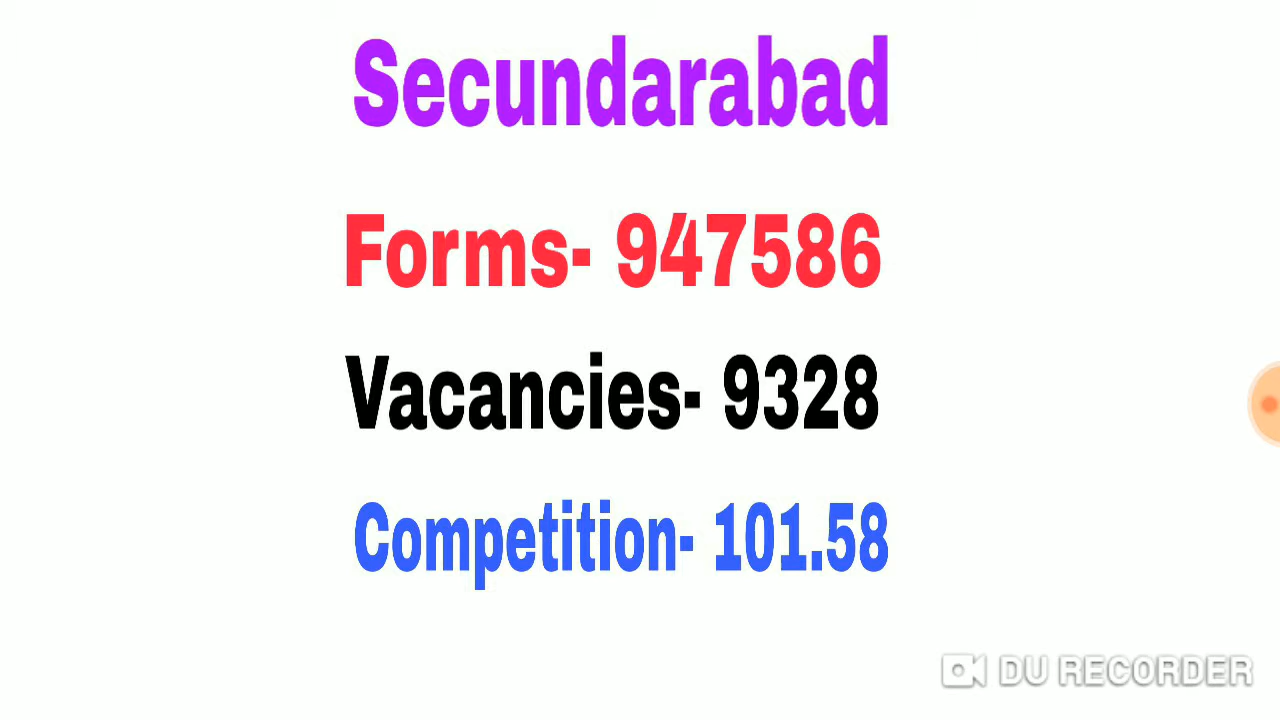 Secundarabad
Forms- 947586
Vacancies- 9328
Competition- 101.58
DU RECORDER